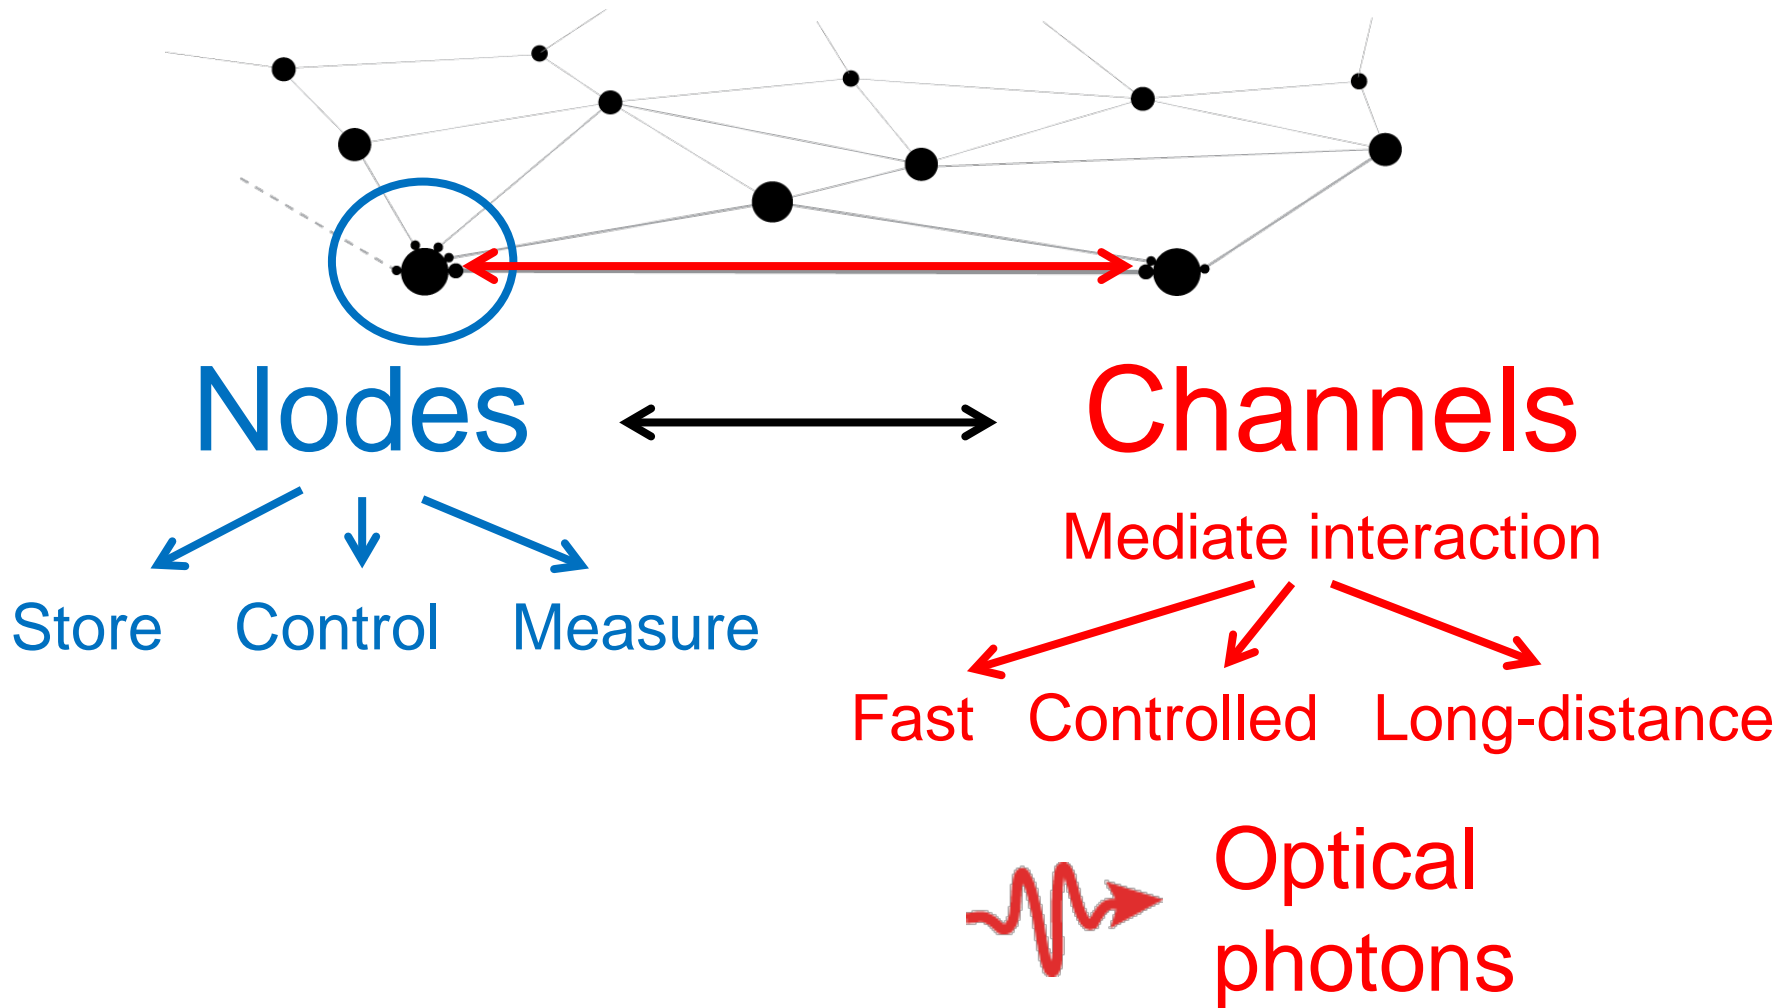 Nodes
Channels
Mediate interaction
Store Control Measure
Fast Controlled Long-distance
Optical
photons